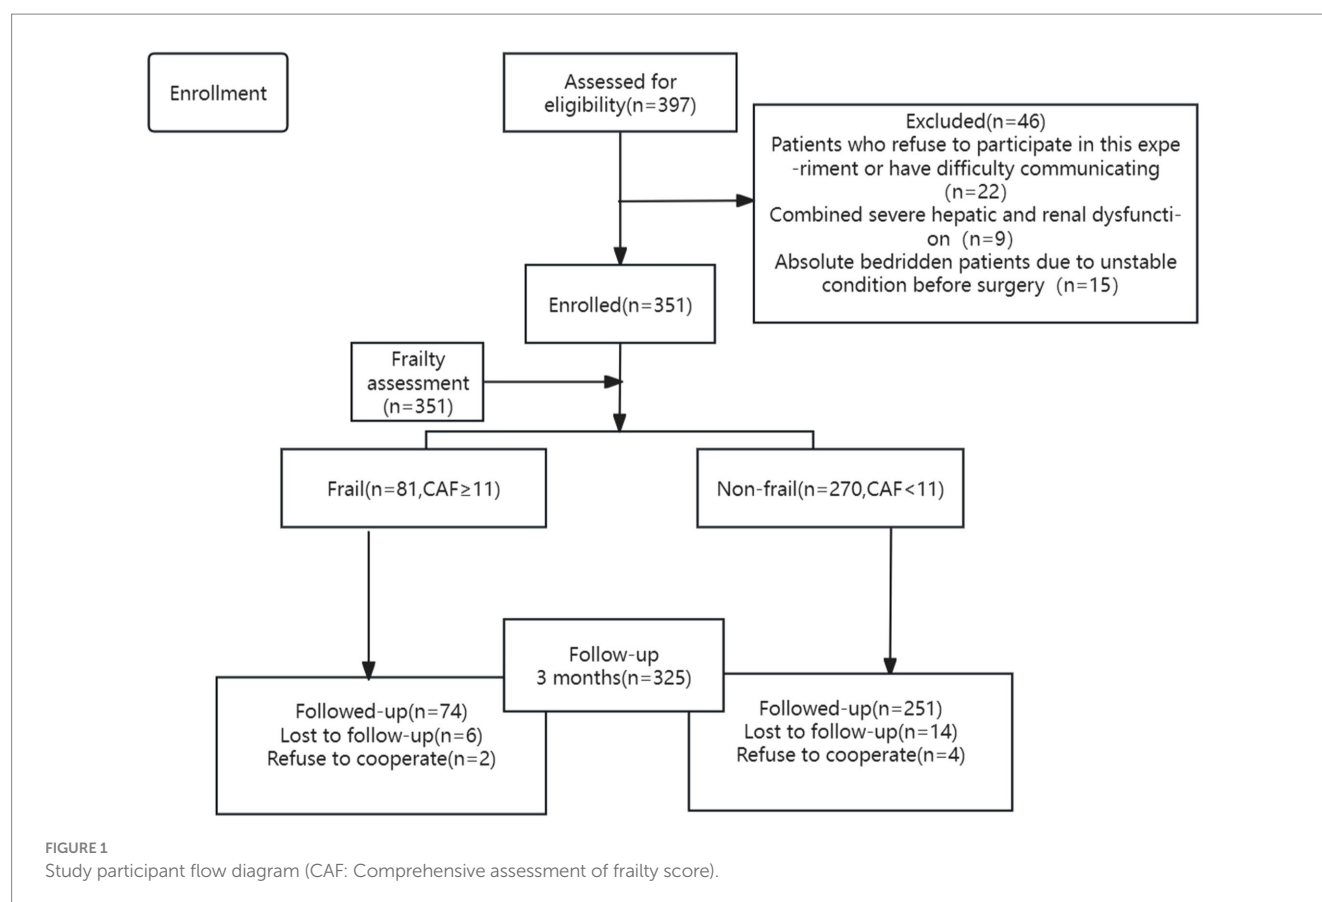 Enrollment
Assessed for
eligibility(n=397)
Excluded(n=46)
Patients who refuse to participate in this expe
-riment or have difficulty communicating
(n=22)
Combined severe hepatic and renal dysfuncti-
on (n=9)
Absolute bedridden patients due to unstable
condition before surgery (n=15)
Enrolled(n=351)
Frailty
assessment
(n=351)
Frail(n=81,CAF≥11)
Non-frail(n=270,CAF<11)
Follow-up
3 months(n=325)
Followed-up(n=74)
Lost to follow-up(n=6)
Refuse to cooperate(n=2)
Followed-up(n=251)
Lost to follow-up(n=14)
Refuse to cooperate(n=4)
FIGURE 1
Study participant flow diagram (CAF: Comprehensive assessment of frailty score).